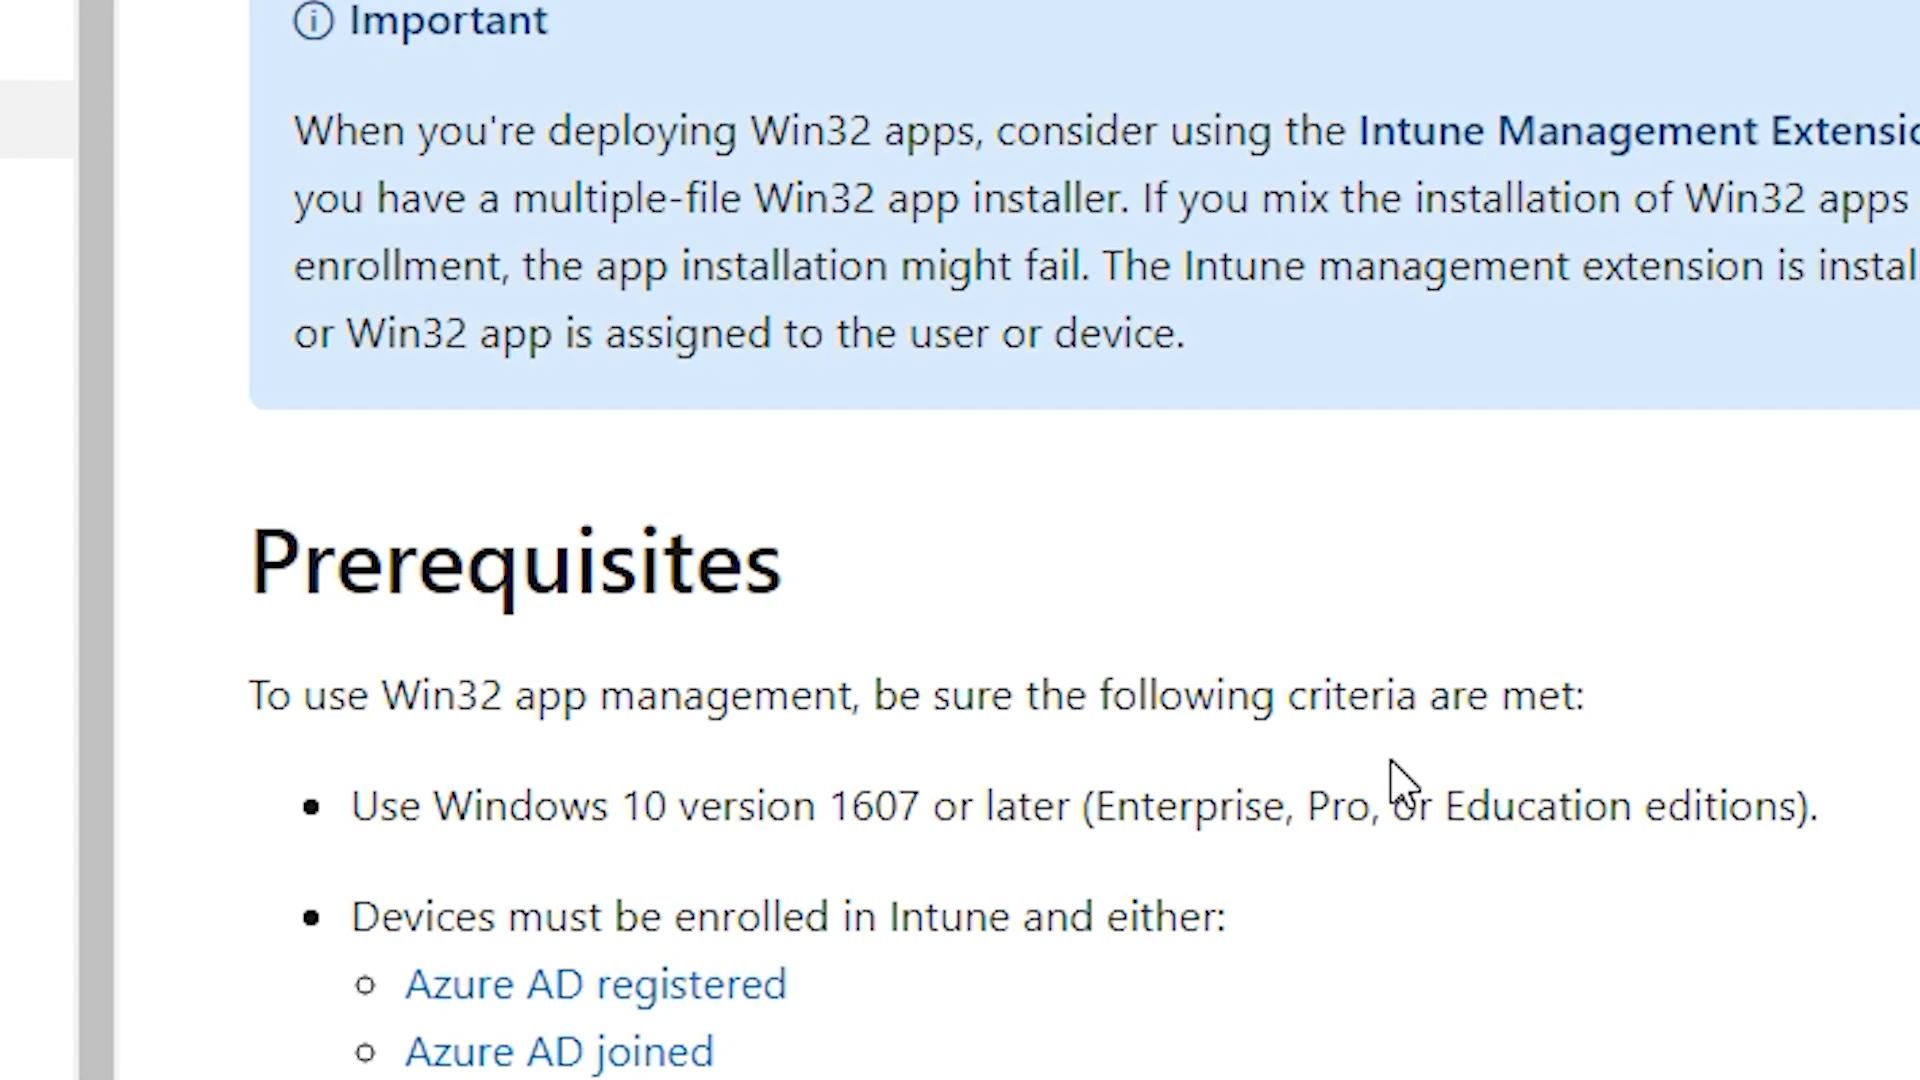 Important
When you're deploying Win32 apps, consider using the Intune Management
you have a multiple-file Win32 app installer. If you mix the installation of Win32 apps
enrollment, the app installation might fail. The Intune management extension is
or Win32 app is assigned to the user or device.
Prerequisites
To use Win32 app management, be sure the following criteria are met:
• Use Windows 10 version 1607 or later (Enterprise, Pro, or Education editions).
• Devices must be enrolled in Intune and either:
○ Azure AD registered
○ Azure AD joined